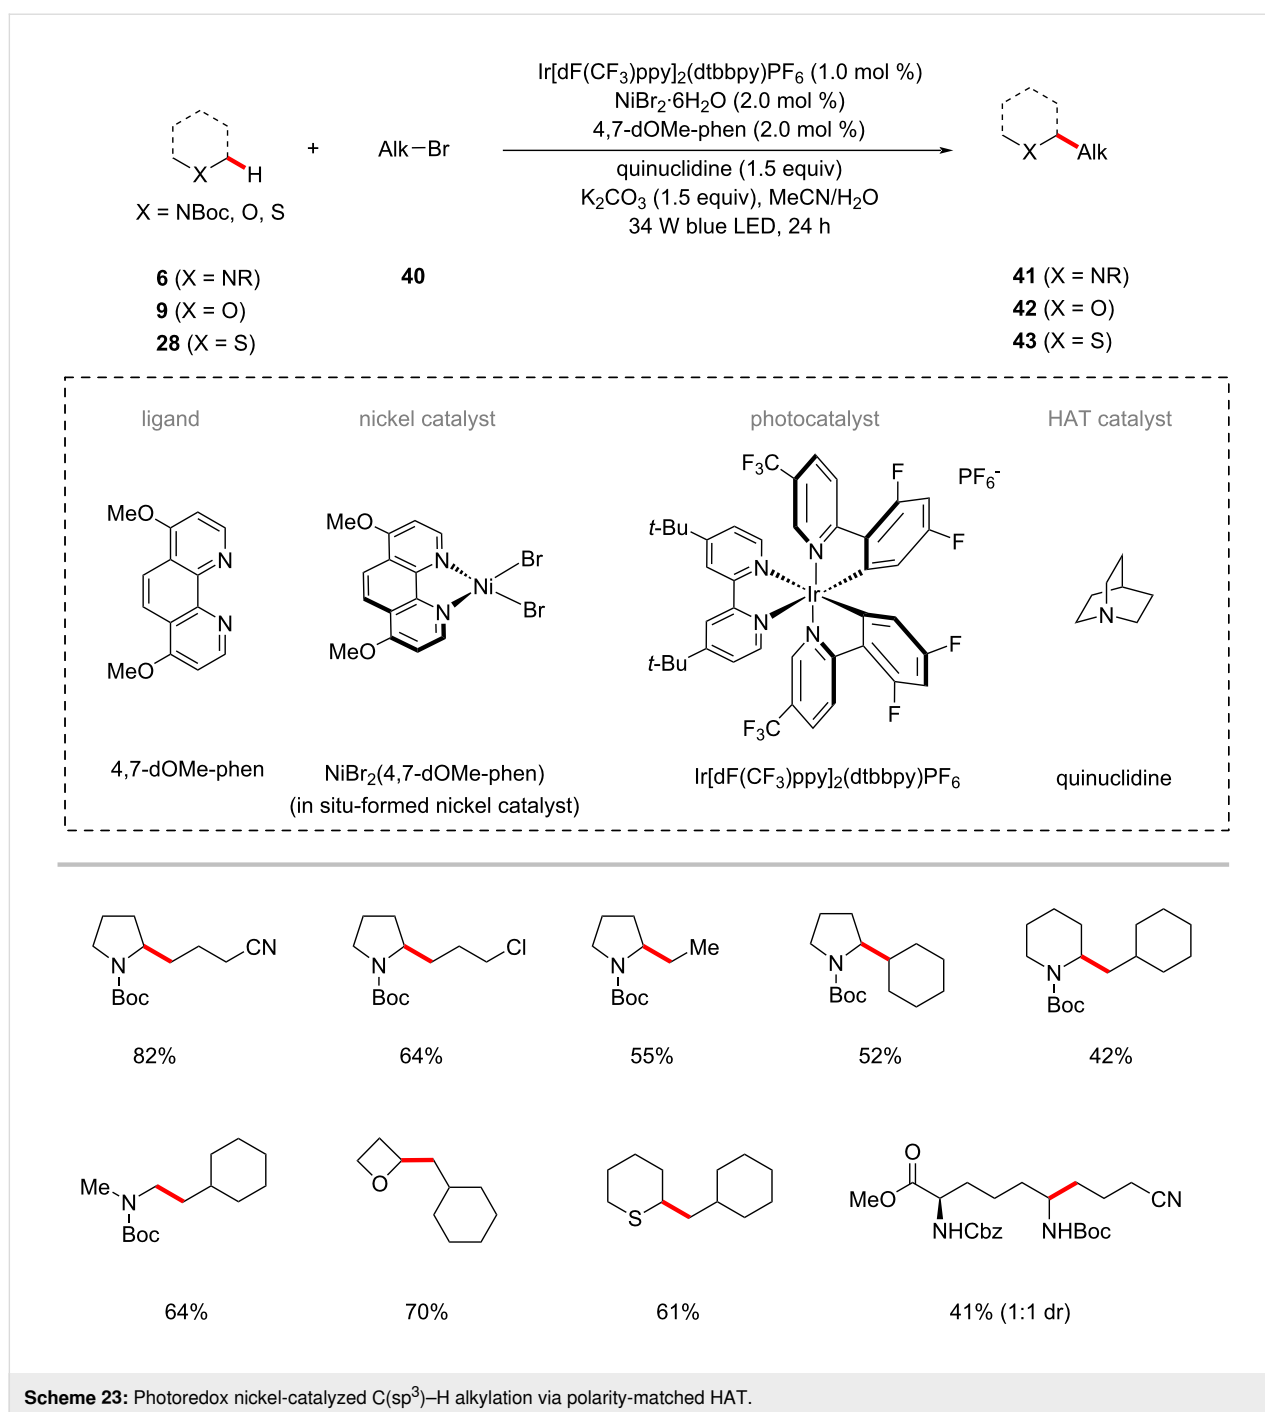 Ir[dF(CF3)ppy]2(dtbbpy)PF6 (1.0 mol %)
NiBr2·6H2O (2.0 mol %)
4,7-dOMe-phen (2.0 mol %)
X H
+
Alk–Br
X Alk
quinuclidine (1.5 equiv)
K2CO3 (1.5 equiv), MeCN/H2O
34 W blue LED, 24 h
X = NBoc, O, S
6 (X = NR)
9 (X = O)
28 (X = S)
40
41 (X = NR)
42 (X = O)
43 (X = S)
ligand
nickel catalyst
photocatalyst
HAT catalyst
MeO
N
N
MeO
MeO
N
N
Ni
Br
Br
MeO
F3C
F
F
PF6-
t-Bu
N
N
N
Ir
N
t-Bu
F
F
F3C
N
4,7-dOMe-phen
NiBr2(4,7-dOMe-phen)
(in situ-formed nickel catalyst)
Ir[dF(CF3)ppy]2(dtbbpy)PF6
quinuclidine
N
Boc
CN
N
Boc
Cl
N
Boc
Me
N
Boc
N
Boc
82%
64%
55%
52%
42%
Me
N
Boc
O
S
O
MeO
NHCbz
NHBoc
CN
64%
70%
61%
41% (1:1 dr)
Scheme 23: Photoredox nickel-catalyzed C(sp3)–H alkylation via polarity-matched HAT.